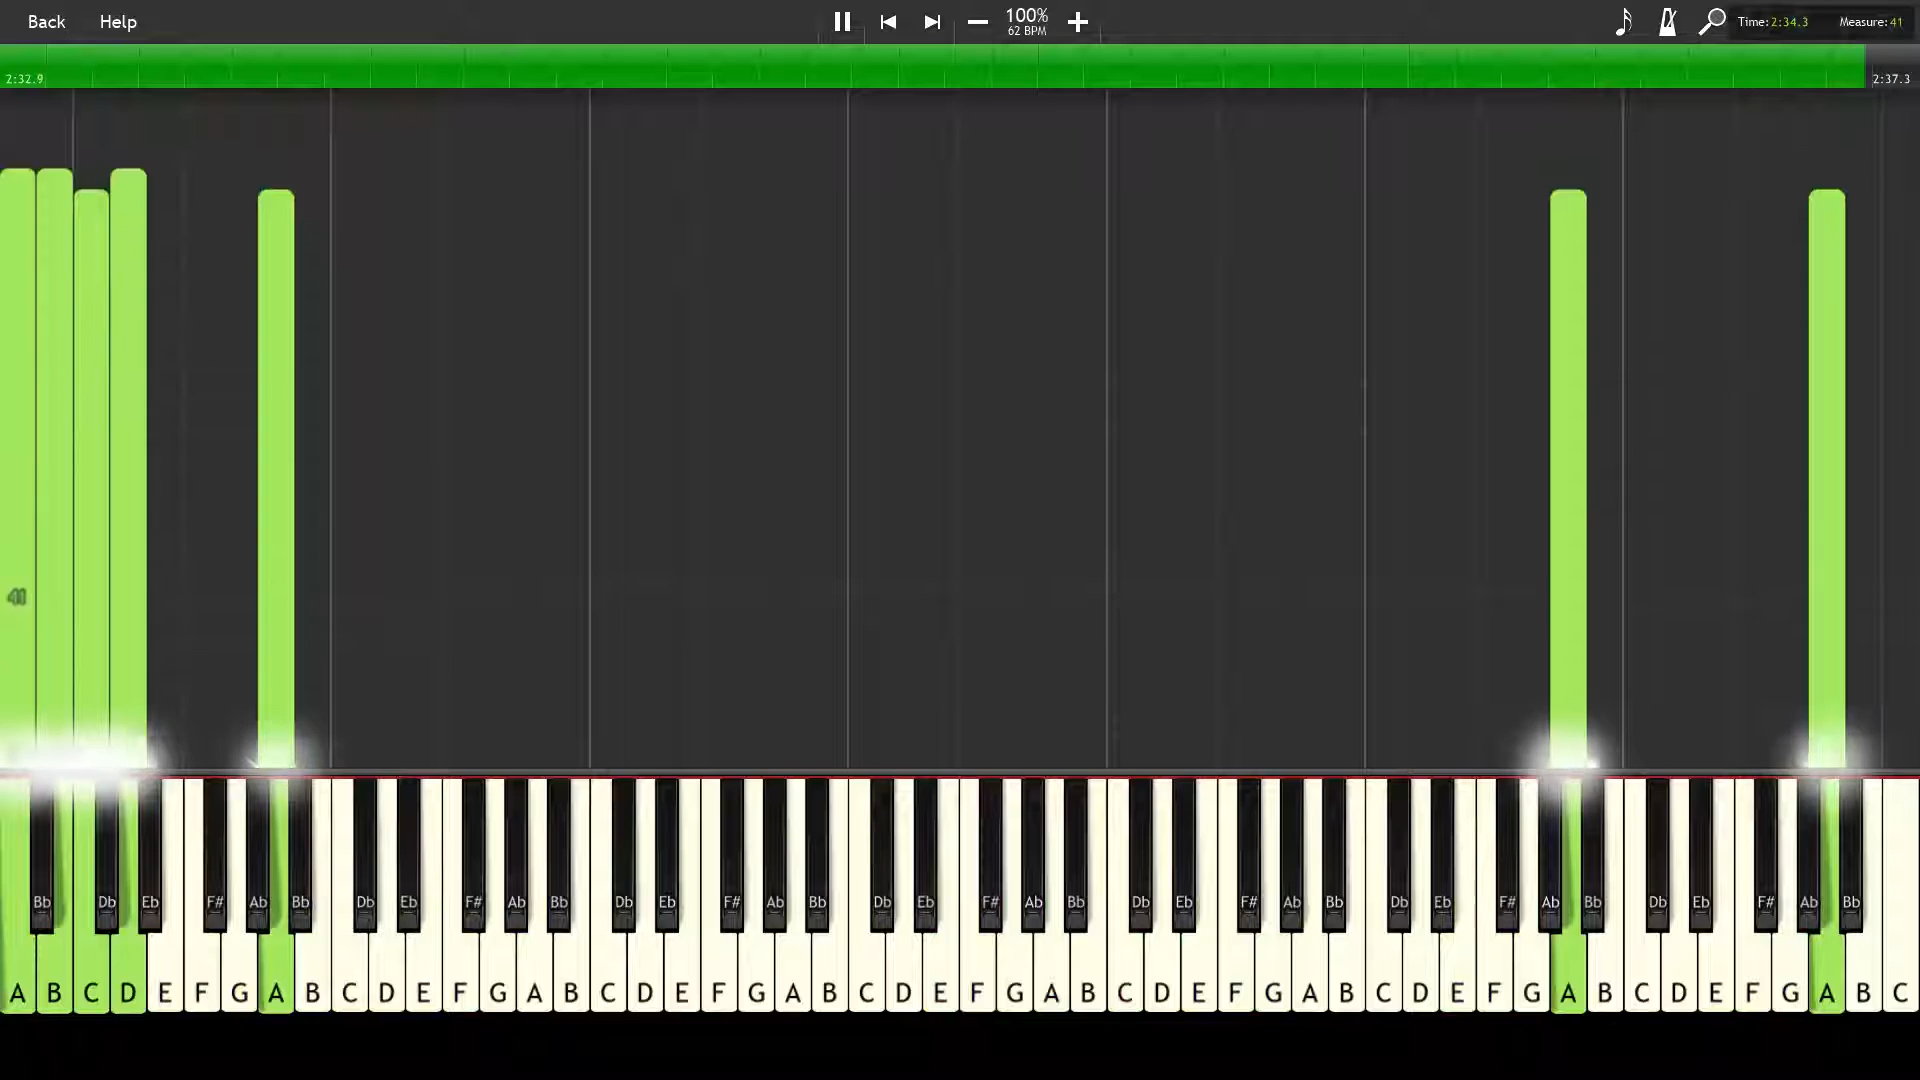 Back Help 100% 62 BPM Time: 2:34.3 Measure: 41
2:32.9 2:37.3
41
Bb Db Eb F# Ab Bb Db Eb F# Ab Bb Db Eb F# Ab Bb Db Eb F# Ab Bb Db Eb F# Ab Bb Db Eb F# Ab Bb Db Eb F# Ab Bb
A B C D E F G A B C D E F G A B C D E F G A B C D E F G A B C D E F G A B C D E F G A B C D E F G A B C